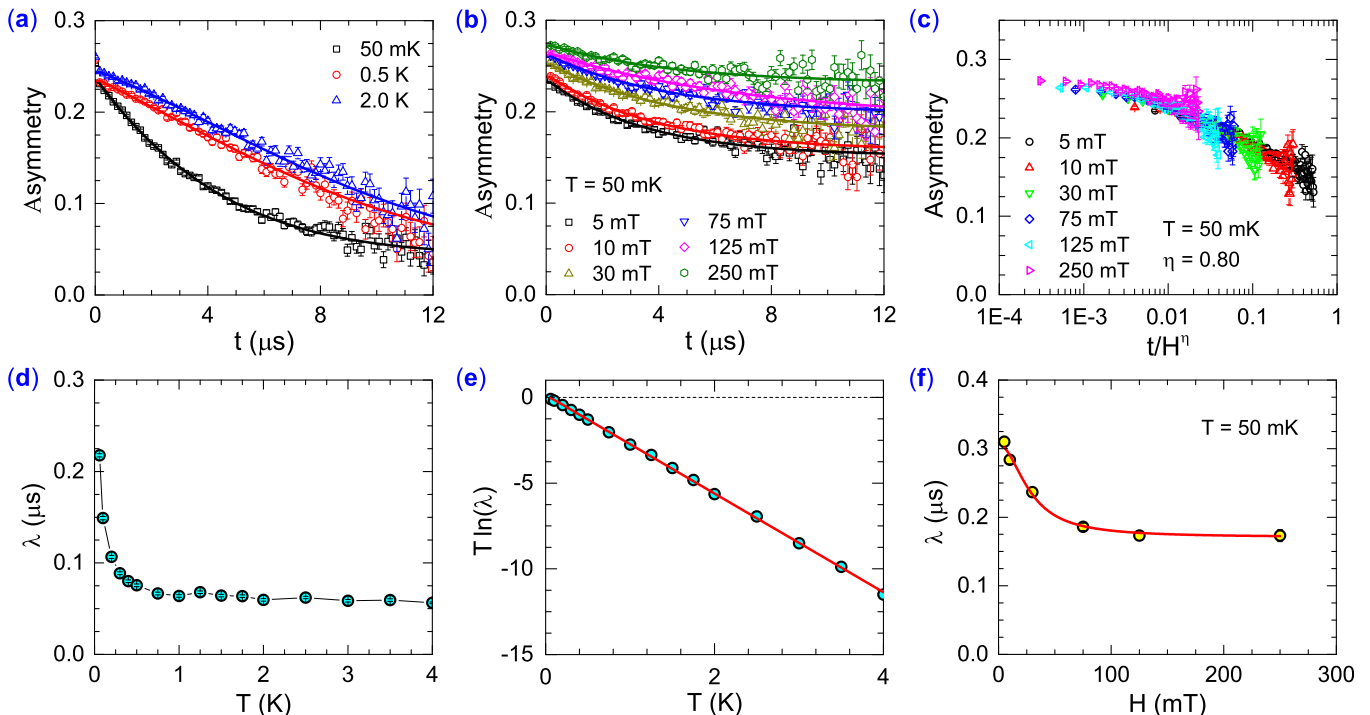 (a)
Asymmetry
0.3
0.2
0.1
0.0
50 mK
0.5 K
2.0 K
0 4 8 12
t (μs)
(b)
Asymmetry
0.3
0.2
0.1
0.0
T = 50 mK
5 mT 75 mT
10 mT 125 mT
30 mT 250 mT
0 4 8 12
t (μs)
(c)
Asymmetry
0.3
0.2
0.1
0.0
5 mT
10 mT
30 mT
75 mT
125 mT
250 mT
T = 50 mK
η = 0.80
1E-4 1E-3 0.01 0.1 1
t/H^η
(d)
λ (μs)
0.3
0.2
0.1
0.0
0 1 2 3 4
T (K)
(e)
T ln(λ)
0
-5
-10
-15
0 2 4
T (K)
(f)
λ (μs)
0.4
0.3
0.2
0.1
0.0
T = 50 mK
0 100 200 300
H (mT)